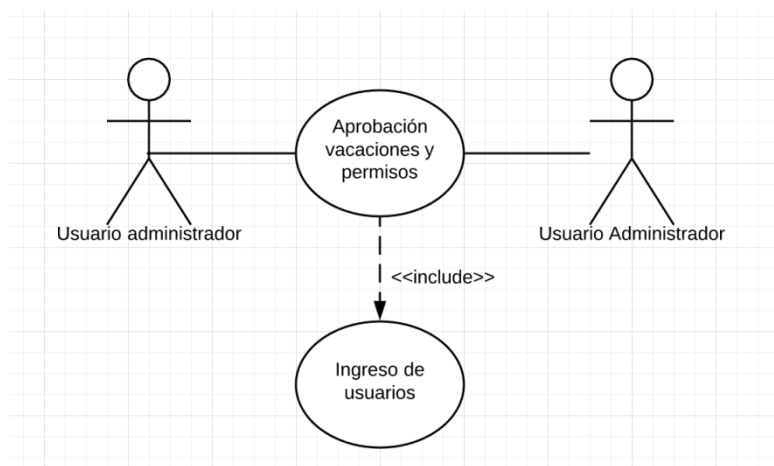 Aprobación
vacaciones y
permisos
Usuario administrador
Usuario Administrador
<<include>>
Ingreso de
usuarios